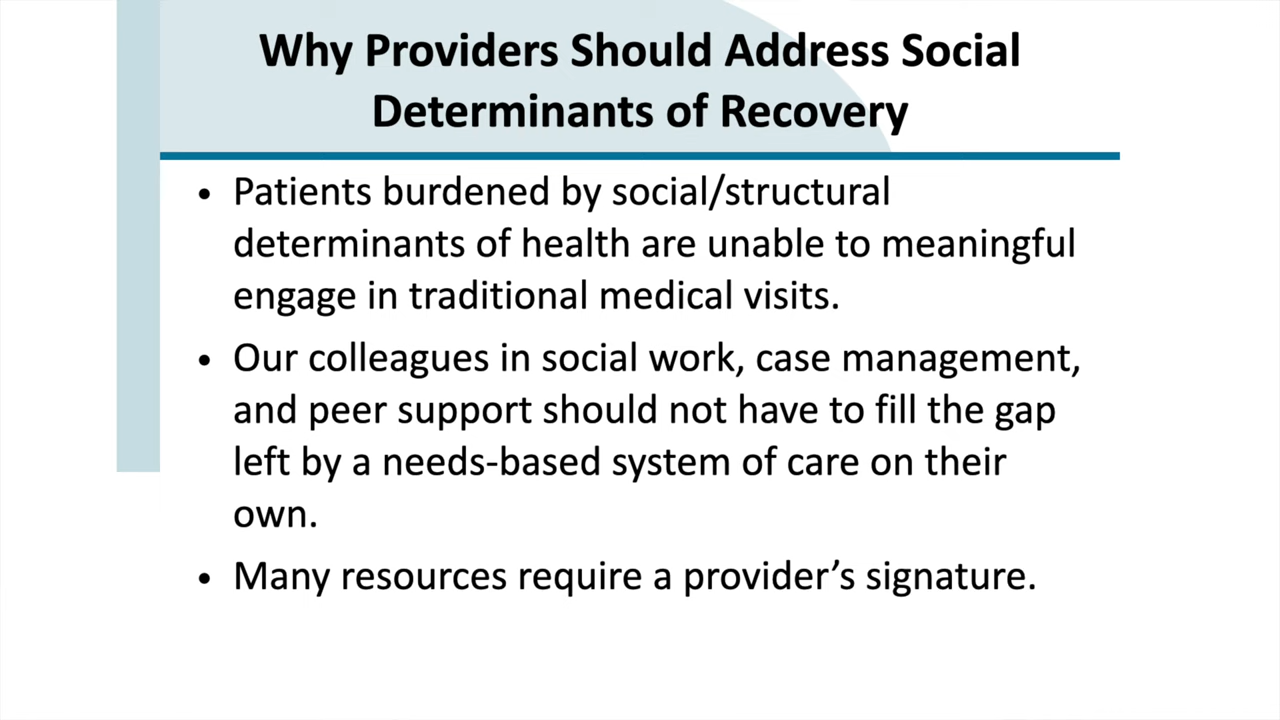 Why Providers Should Address Social
Determinants of Recovery
• Patients burdened by social/structural
determinants of health are unable to meaningful
engage in traditional medical visits.
• Our colleagues in social work, case management,
and peer support should not have to fill the gap
left by a needs-based system of care on their
own.
• Many resources require a provider’s signature.